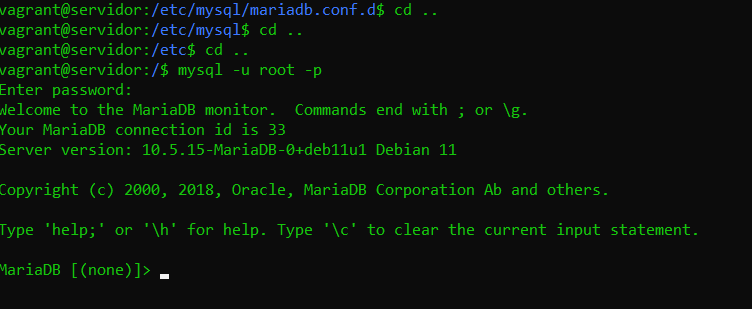 vagrant@servidor:/etc/mysql/mariadb.conf.d$ cd ..
vagrant@servidor:/etc/mysql$ cd ..
vagrant@servidor:/etc$ cd ..
vagrant@servidor:/$ mysql -u root -p
Enter password:
Welcome to the MariaDB monitor.  Commands end with ; or \g.
Your MariaDB connection id is 33
Server version: 10.5.15-MariaDB-0+deb11u1 Debian 11
Copyright (c) 2000, 2018, Oracle, MariaDB Corporation Ab and others.
Type 'help;' or '\h' for help. Type '\c' to clear the current input statement.
MariaDB [(none)]>